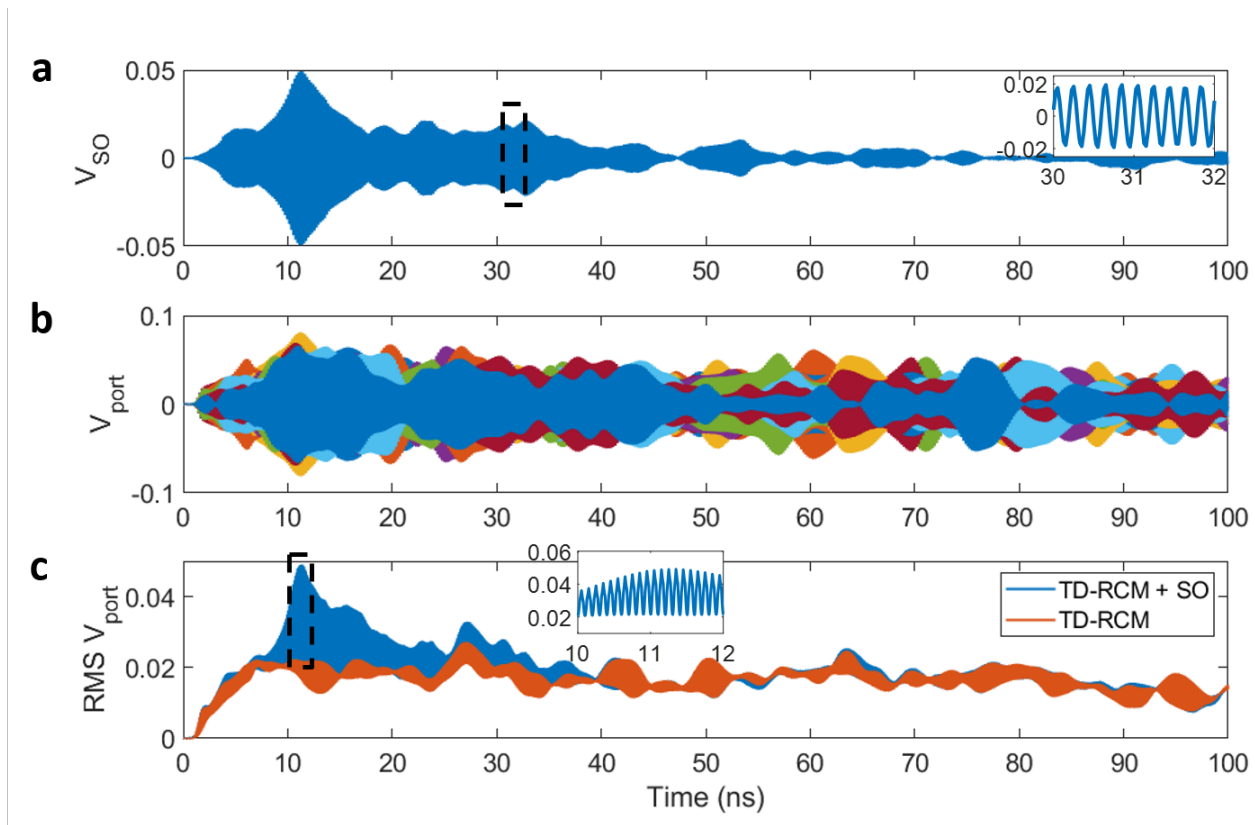 a
0.05
0
-0.05
V_SO
0.02
0
-0.02
30 31 32
0 10 20 30 40 50 60 70 80 90 100
b
0.1
0
-0.1
V_port
0 10 20 30 40 50 60 70 80 90 100
c
0.04
0.02
0
RMS V_port
0.06
0.04
0.02
10 11 12
TD-RCM + SO
TD-RCM
0 10 20 30 40 50 60 70 80 90 100
Time (ns)